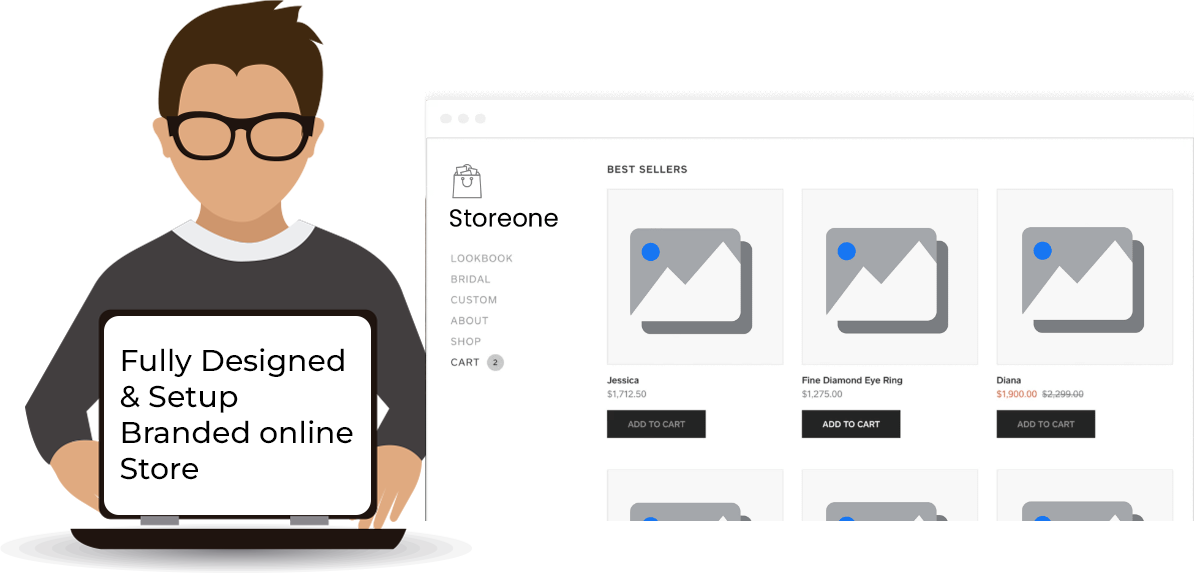 Fully Designed
& Setup
Branded online
Store
Storeone
LOOKBOOK
BRIDAL
CUSTOM
ABOUT
SHOP
CART 2
BEST SELLERS
Jessica
$1,712.50
ADD TO CART
Fine Diamond Eye Ring
$1,275.00
ADD TO CART
Diana
$1,900.00 $2,299.00
ADD TO CART